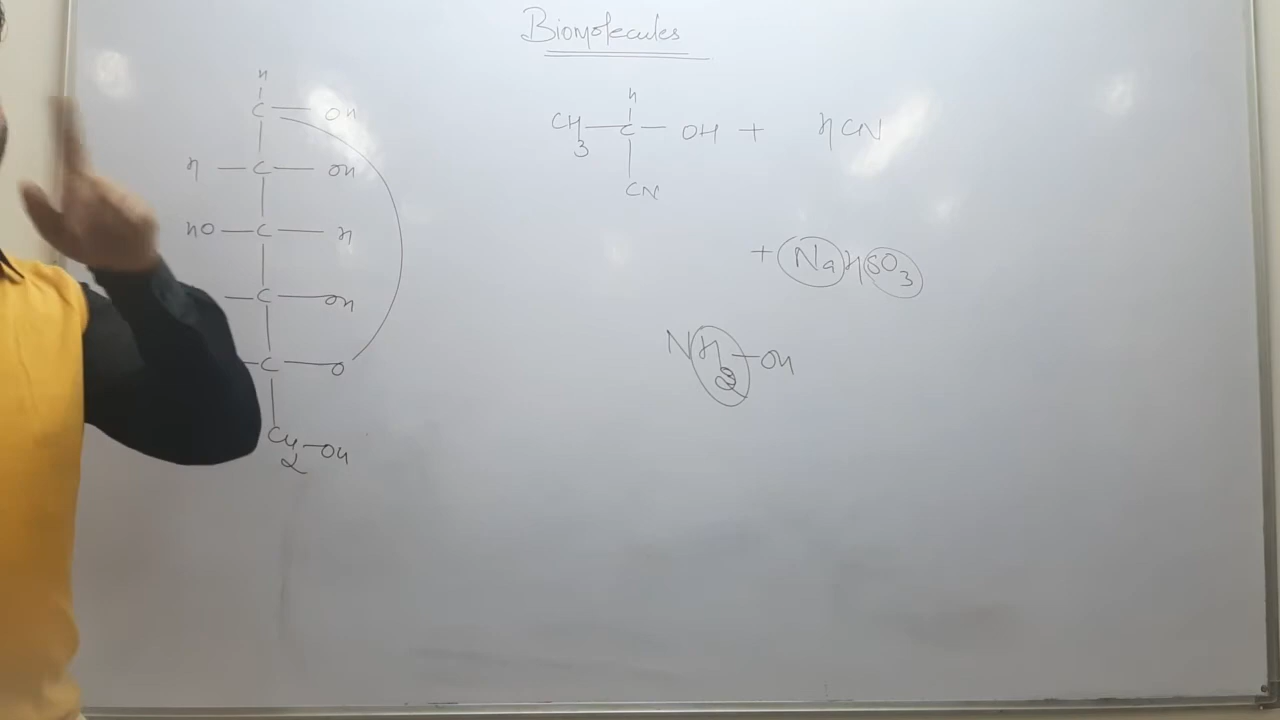 Biomolecules
H
C = OH
H - C - OH
HO - C - H
- C - OH
- C - O
CH2 - OH
H
CH3 - C - OH + HCN
CN
+ NaHSO3
NH2 - OH